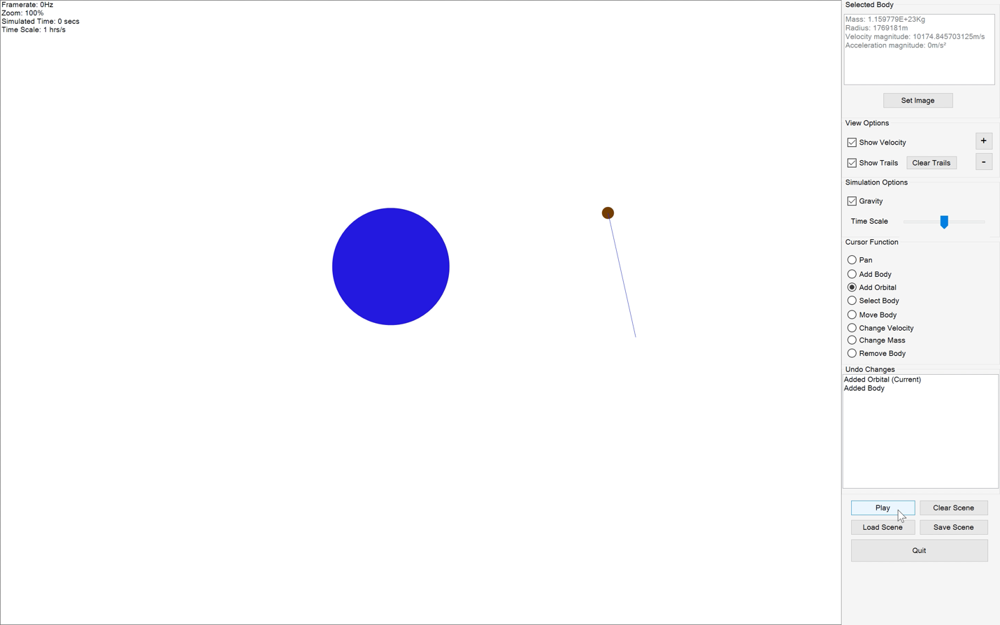 Framerate: 0Hz
Zoom: 100%
Simulated Time: 0 secs
Time Scale: 1 hrs/s
Selected Body
Mass: 1.159779E+23Kg
Radius: 1769181m
Velocity magnitude: 10174.845703125m/s
Acceleration magnitude: 0m/s²
Set Image
View Options
Show Velocity
+
Show Trails
Clear Trails
-
Simulation Options
Gravity
Time Scale
Cursor Function
Pan
Add Body
Add Orbital
Select Body
Move Body
Change Velocity
Change Mass
Remove Body
Undo Changes
Added Orbital (Current)
Added Body
Play
Clear Scene
Load Scene
Save Scene
Quit